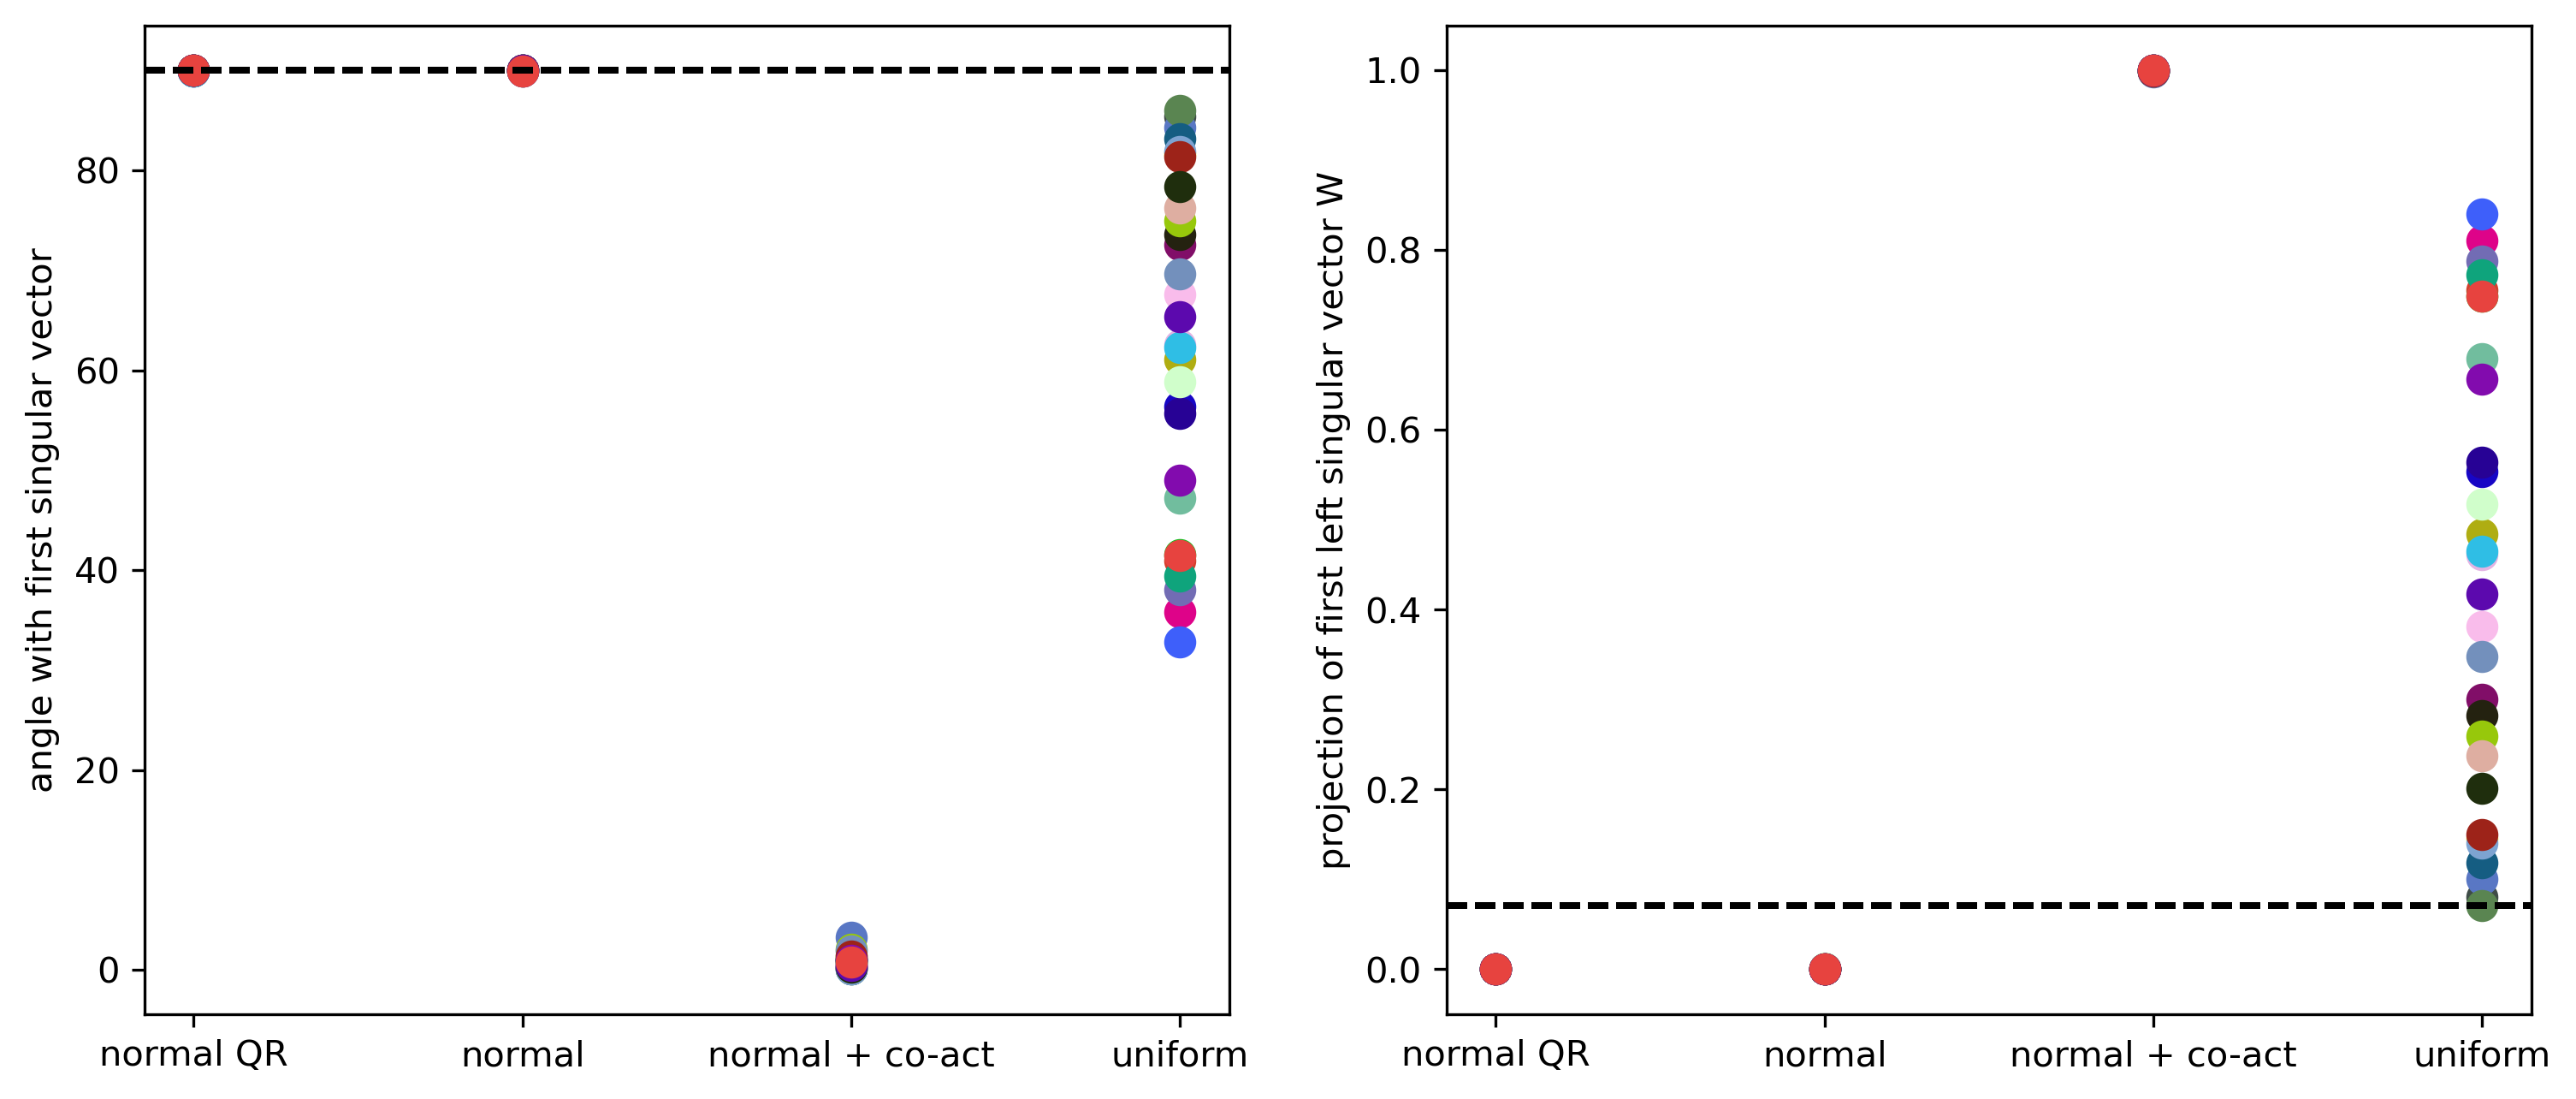 angle with first singular vector
80
60
40
20
0
normal QR
normal
normal + co-act
uniform
projection of first left singular vector W
1.0
0.8
0.6
0.4
0.2
0.0
normal QR
normal
normal + co-act
uniform